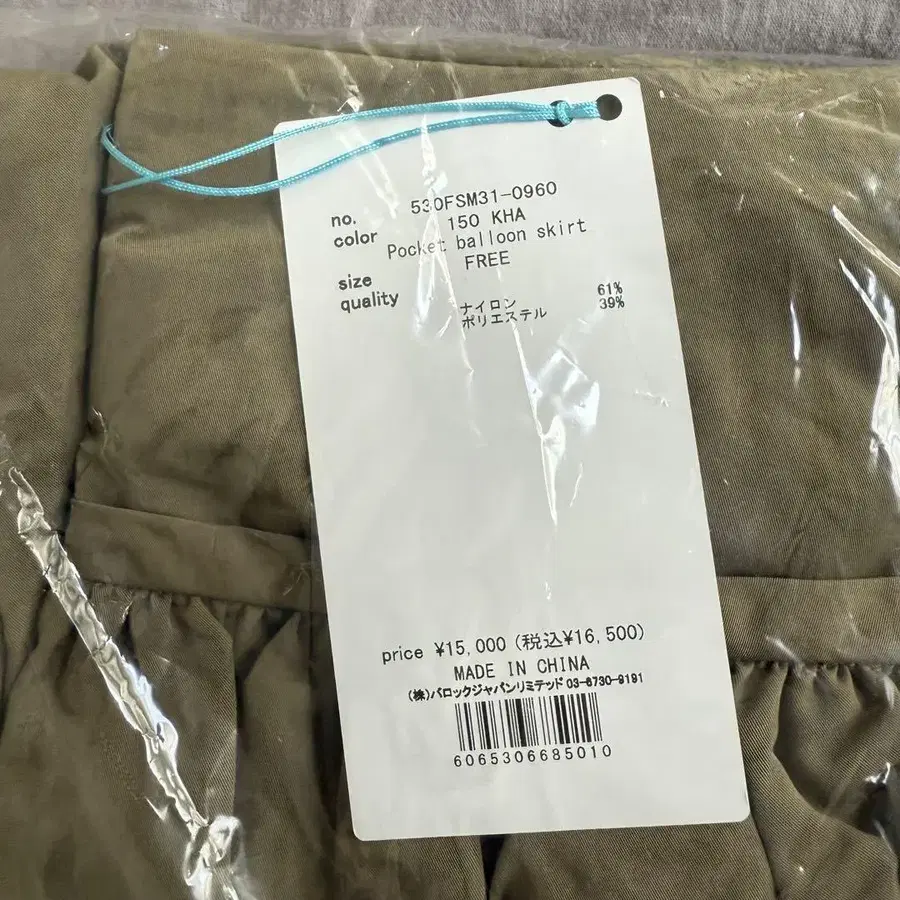 no. 530FSM31-0960
color 150 KHA
Pocket balloon skirt
size FREE
quality ナイロン 61%
ポリエステル 39%
price ¥15,000 (税込¥16,500)
MADE IN CHINA
(株)バロックジャパンリミテッド 03-6730-9191
6065306685010